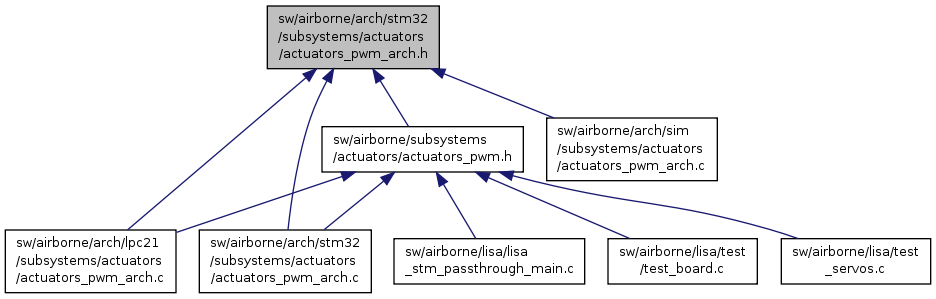 sw/airborne/arch/stm32
/subsystems/actuators
/actuators_pwm_arch.h
sw/airborne/subsystems
/actuators/actuators_pwm.h
sw/airborne/arch/sim
/subsystems/actuators
/actuators_pwm_arch.c
sw/airborne/arch/lpc21
/subsystems/actuators
/actuators_pwm_arch.c
sw/airborne/arch/stm32
/subsystems/actuators
/actuators_pwm_arch.c
sw/airborne/lisa/lisa
_stm_passthrough_main.c
sw/airborne/lisa/test
/test_board.c
sw/airborne/lisa/test
_servos.c